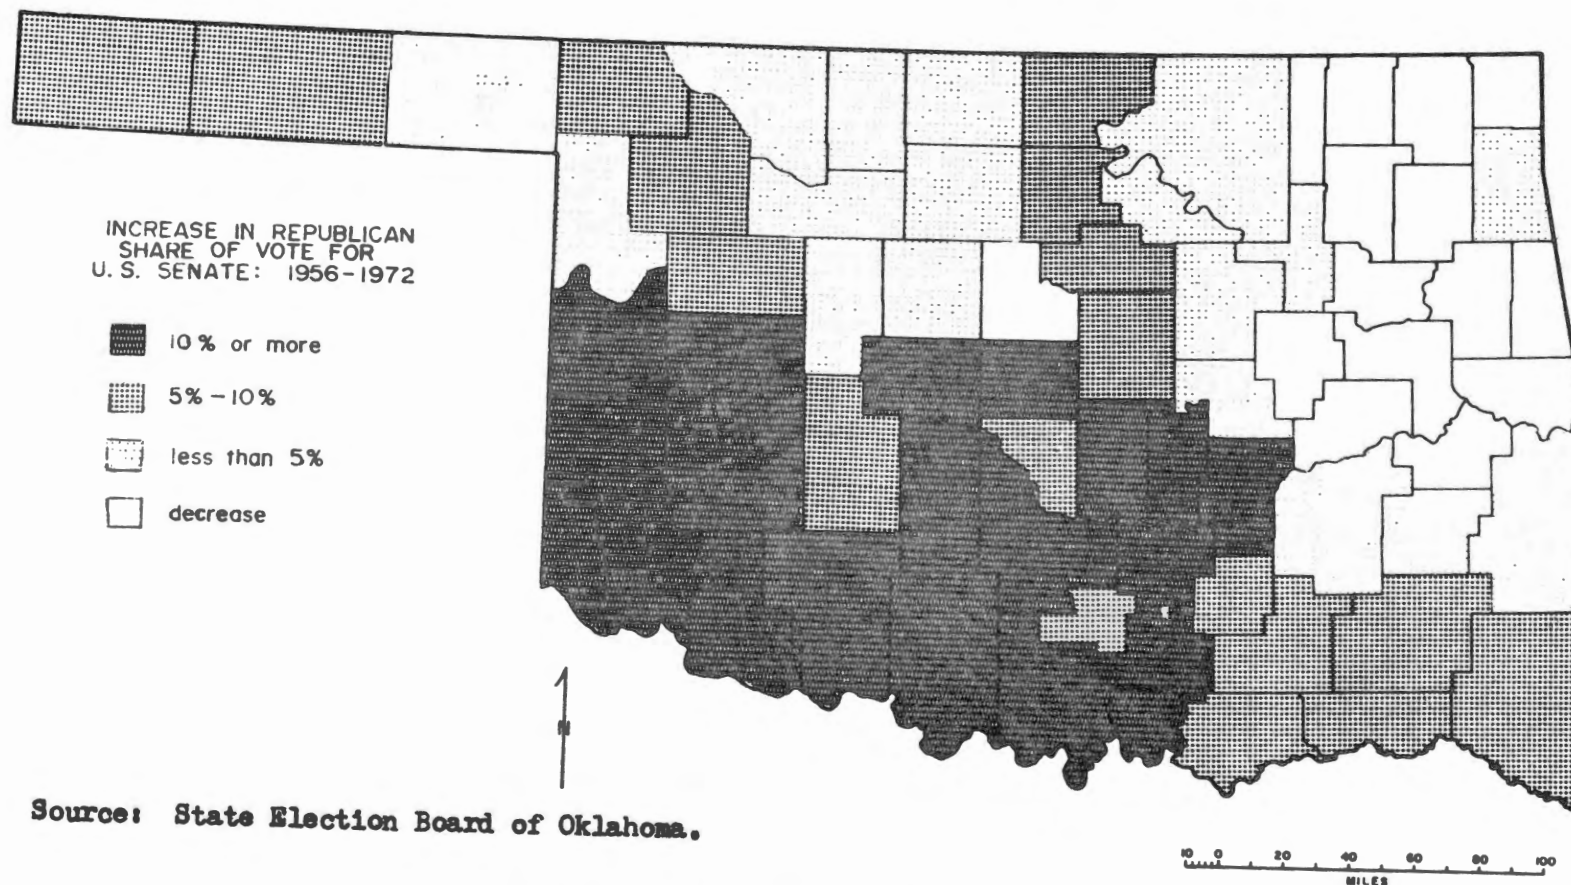 INCREASE IN REPUBLICAN
SHARE OF VOTE FOR
U. S. SENATE: 1956-1972
10% or more
5%-10%
less than 5%
decrease
N
Source: State Election Board of Oklahoma.
10 0 20 40 60 80 100
MILES